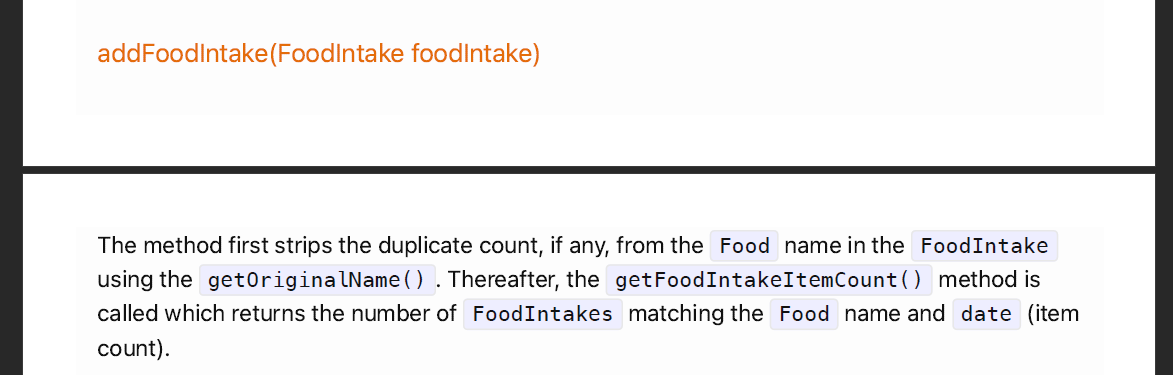 addFoodIntake(FoodIntake foodIntake)
The method first strips the duplicate count, if any, from the Food name in the FoodIntake
using the getOriginalName() . Thereafter, the getFoodIntakeItemCount() method is
called which returns the number of FoodIntakes matching the Food name and date (item
count).